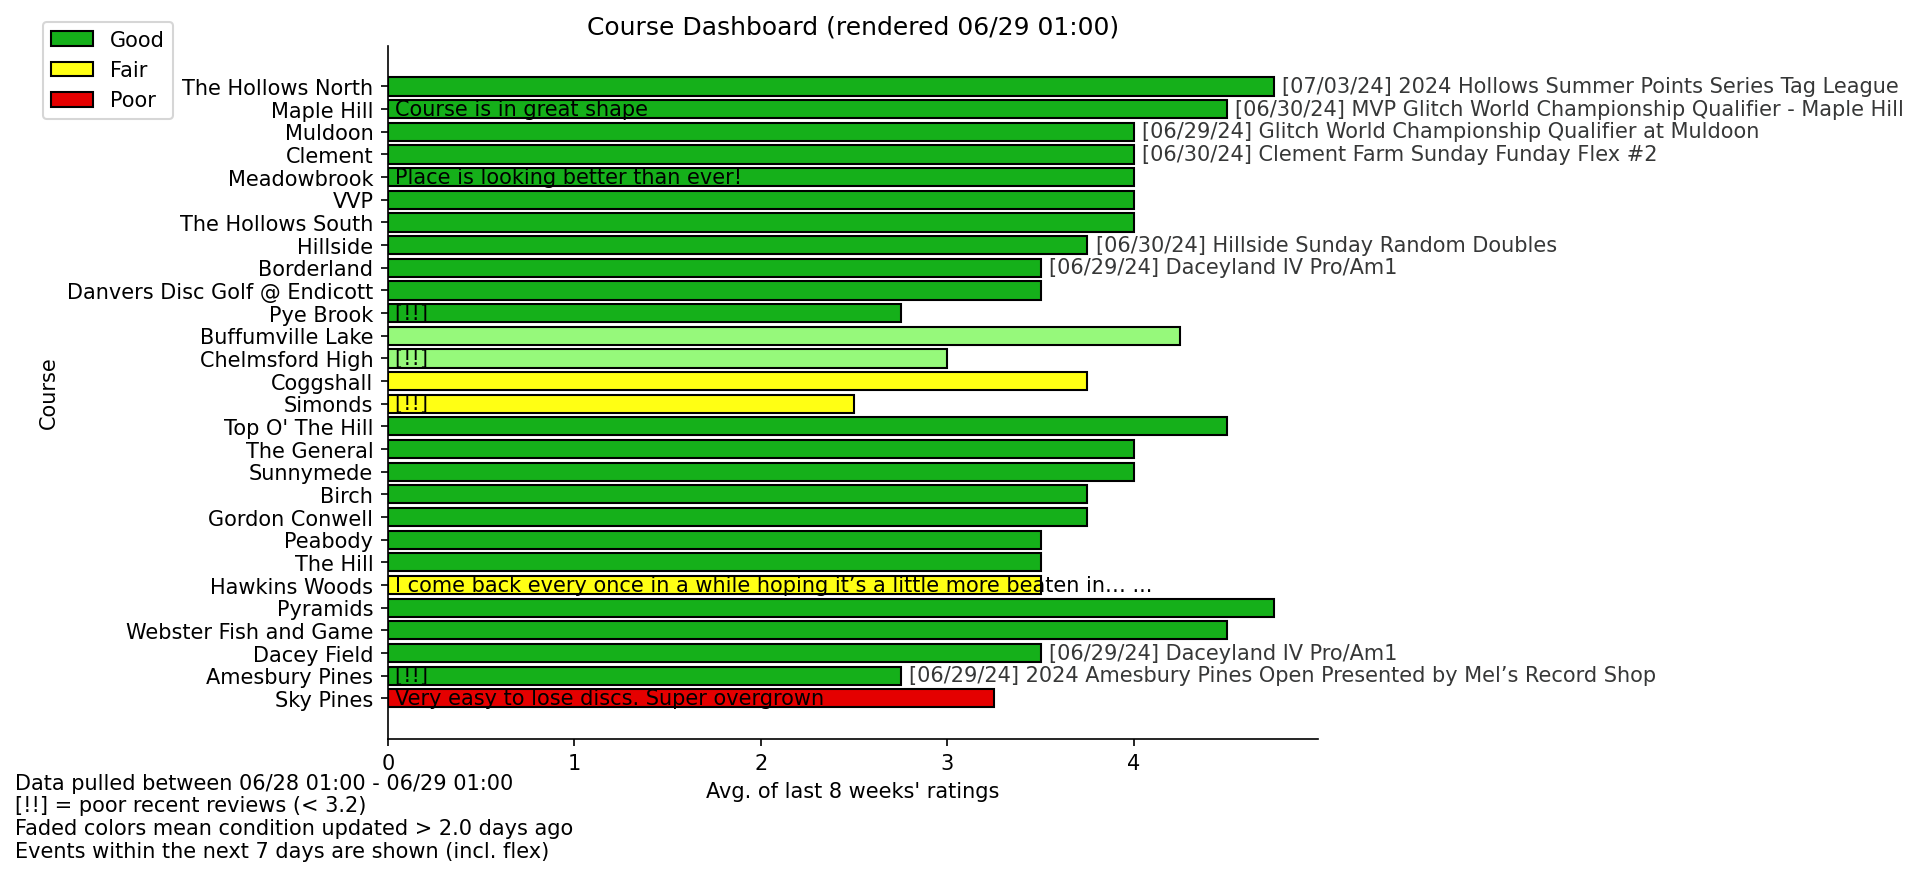 Course Dashboard (rendered 06/29 01:00)
Good
Fair
Poor
The Hollows North [07/03/24] 2024 Hollows Summer Points Series Tag League
Maple Hill Course is in great shape [06/30/24] MVP Glitch World Championship Qualifier - Maple Hill
Muldoon [06/29/24] Glitch World Championship Qualifier at Muldoon
Clement [06/30/24] Clement Farm Sunday Funday Flex #2
Meadowbrook Place is looking better than ever!
VVP
The Hollows South
Hillside [06/30/24] Hillside Sunday Random Doubles
Borderland [06/29/24] Daceyland IV Pro/Am1
Danvers Disc Golf @ Endicott
Pye Brook [!!]
Buffumville Lake
Chelmsford High [!!]
Coggshall
Simonds [!!]
Top O' The Hill
The General
Sunnymede
Birch
Gordon Conwell
Peabody
The Hill
Hawkins Woods I come back every once in a while hoping it’s a little more beaten in... ...
Pyramids
Webster Fish and Game
Dacey Field [06/29/24] Daceyland IV Pro/Am1
Amesbury Pines [!!] [06/29/24] 2024 Amesbury Pines Open Presented by Mel’s Record Shop
Sky Pines Very easy to lose discs. Super overgrown
Course
0 1 2 3 4
Avg. of last 8 weeks' ratings
Data pulled between 06/28 01:00 - 06/29 01:00
[!!] = poor recent reviews (< 3.2)
Faded colors mean condition updated > 2.0 days ago
Events within the next 7 days are shown (incl. flex)